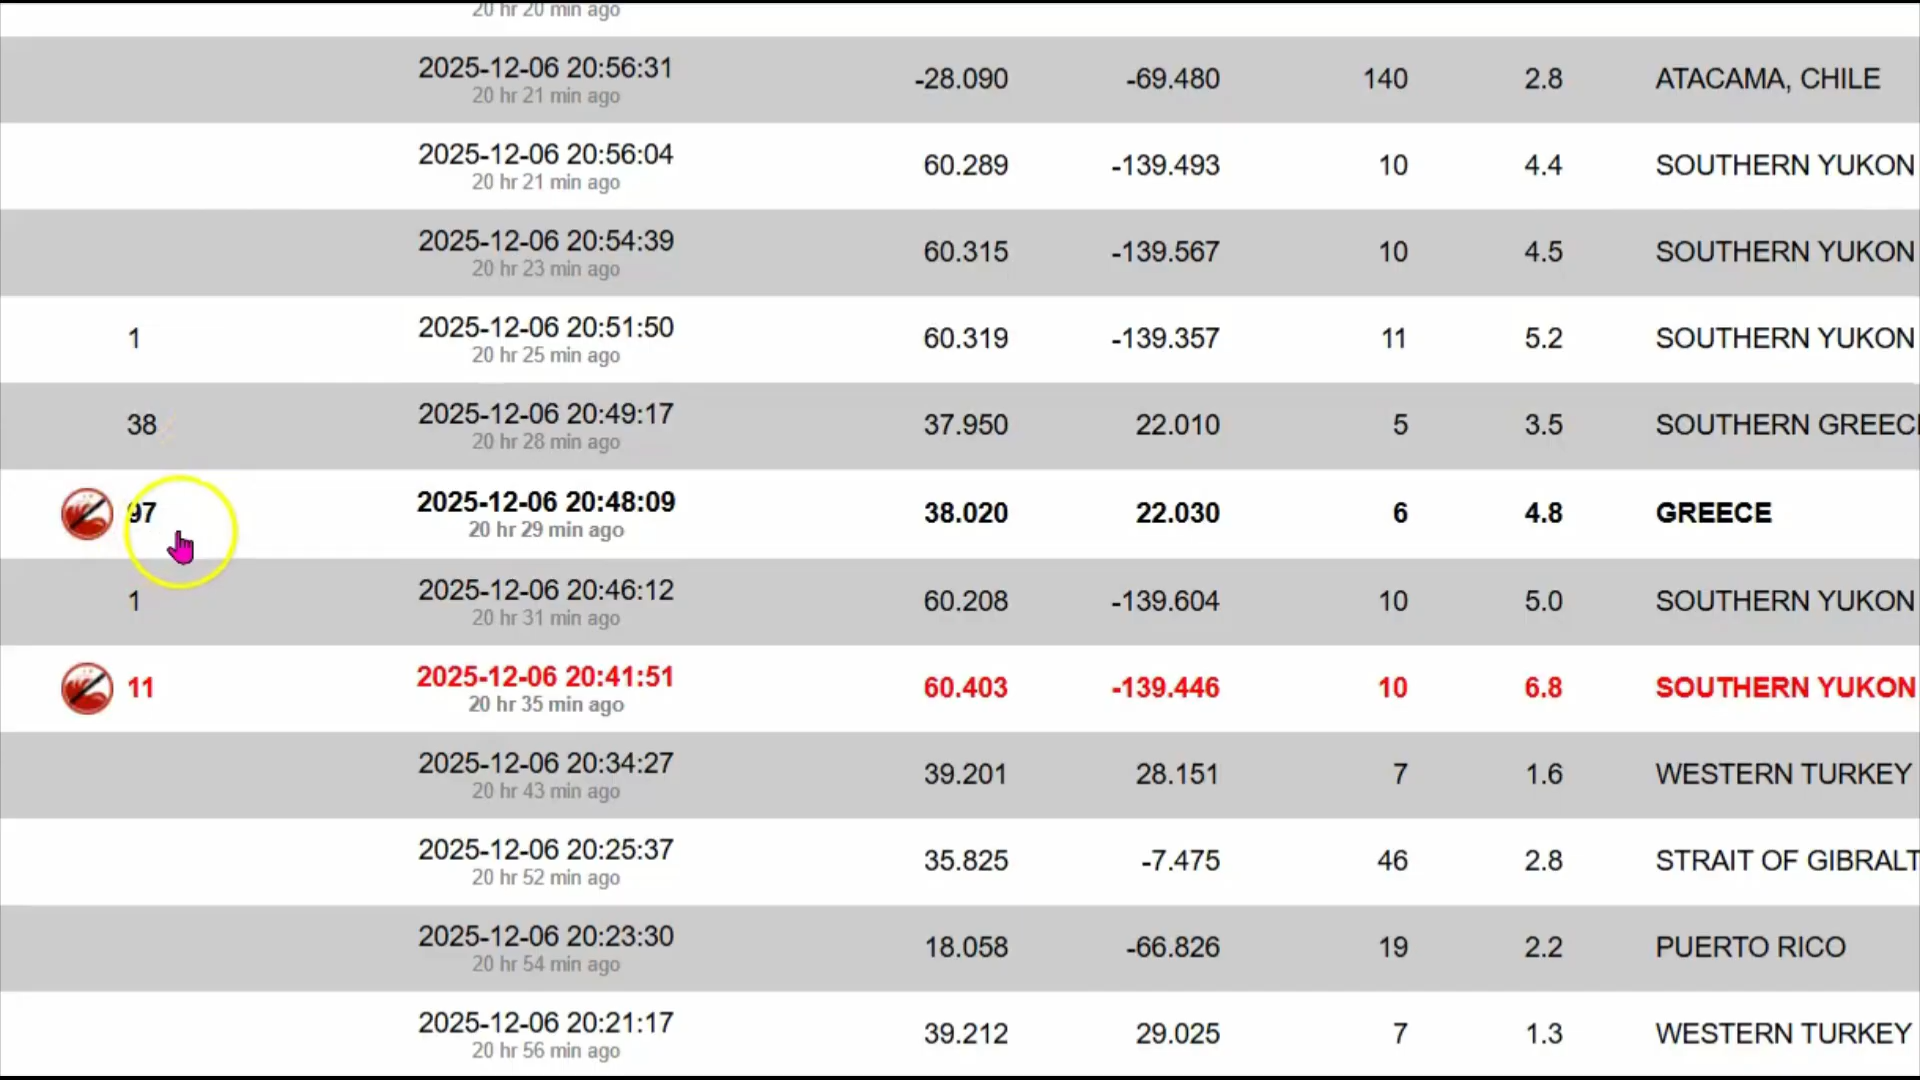 20 hr 20 min ago
2025-12-06 20:56:31 -28.090 -69.480 140 2.8 ATACAMA, CHILE
20 hr 21 min ago
2025-12-06 20:56:04 60.289 -139.493 10 4.4 SOUTHERN YUKON
20 hr 21 min ago
2025-12-06 20:54:39 60.315 -139.567 10 4.5 SOUTHERN YUKON
20 hr 23 min ago
1 2025-12-06 20:51:50 60.319 -139.357 11 5.2 SOUTHERN YUKON
20 hr 25 min ago
38 2025-12-06 20:49:17 37.950 22.010 5 3.5 SOUTHERN GREEC
20 hr 28 min ago
97 2025-12-06 20:48:09 38.020 22.030 6 4.8 GREECE
20 hr 29 min ago
1 2025-12-06 20:46:12 60.208 -139.604 10 5.0 SOUTHERN YUKON
20 hr 31 min ago
11 2025-12-06 20:41:51 60.403 -139.446 10 6.8 SOUTHERN YUKON
20 hr 35 min ago
2025-12-06 20:34:27 39.201 28.151 7 1.6 WESTERN TURKEY
20 hr 43 min ago
2025-12-06 20:25:37 35.825 -7.475 46 2.8 STRAIT OF GIBRALT
20 hr 52 min ago
2025-12-06 20:23:30 18.058 -66.826 19 2.2 PUERTO RICO
20 hr 54 min ago
2025-12-06 20:21:17 39.212 29.025 7 1.3 WESTERN TURKEY
20 hr 56 min ago